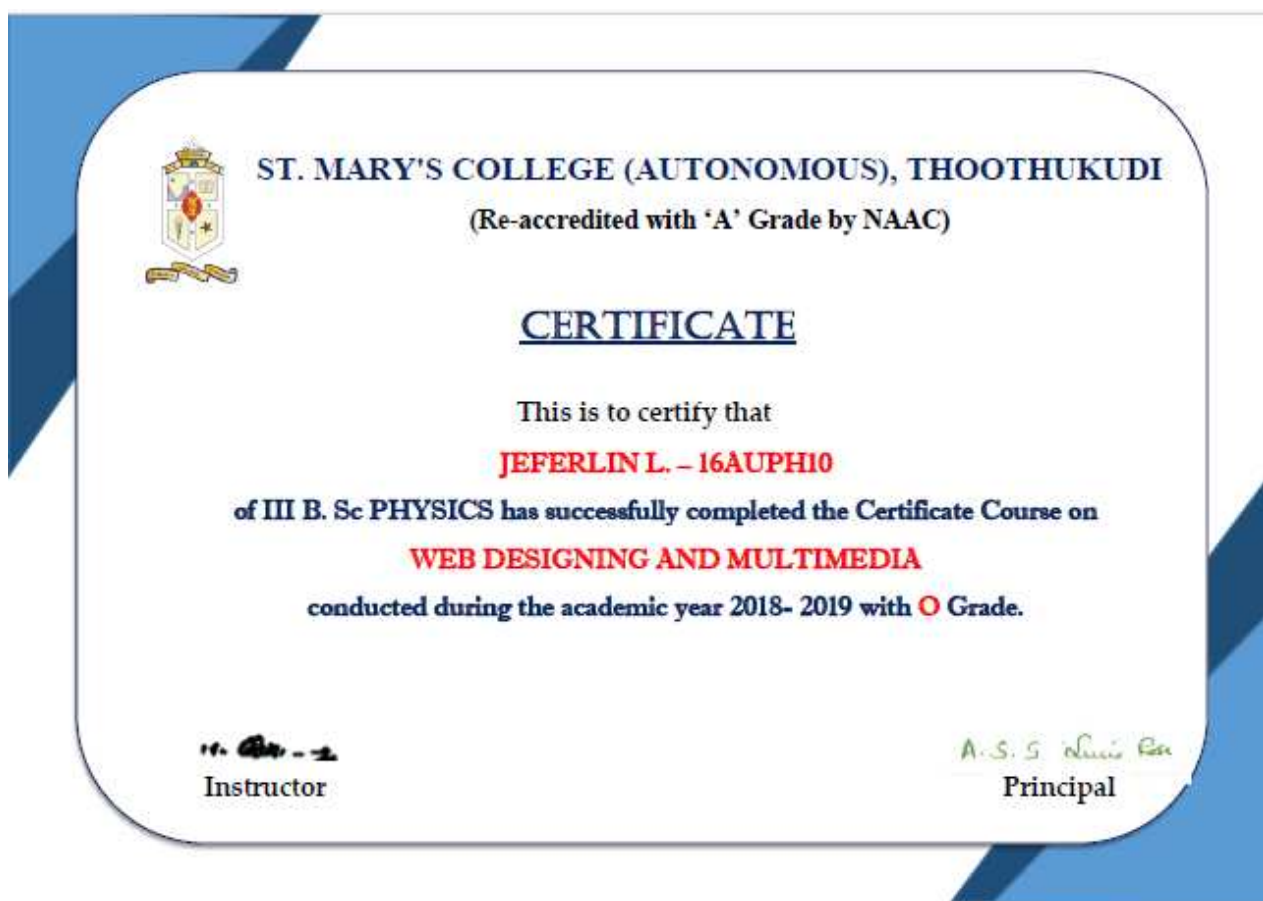 ST. MARY'S COLLEGE (AUTONOMOUS), THOOTHUKUDI
(Re-accredited with ‘A’ Grade by NAAC)
CERTIFICATE
This is to certify that
JEFERLIN L. – 16AUPH10
of III B. Sc PHYSICS has successfully completed the Certificate Course on
WEB DESIGNING AND MULTIMEDIA
conducted during the academic year 2018- 2019 with O Grade.
A.S.G
Instructor
Principal